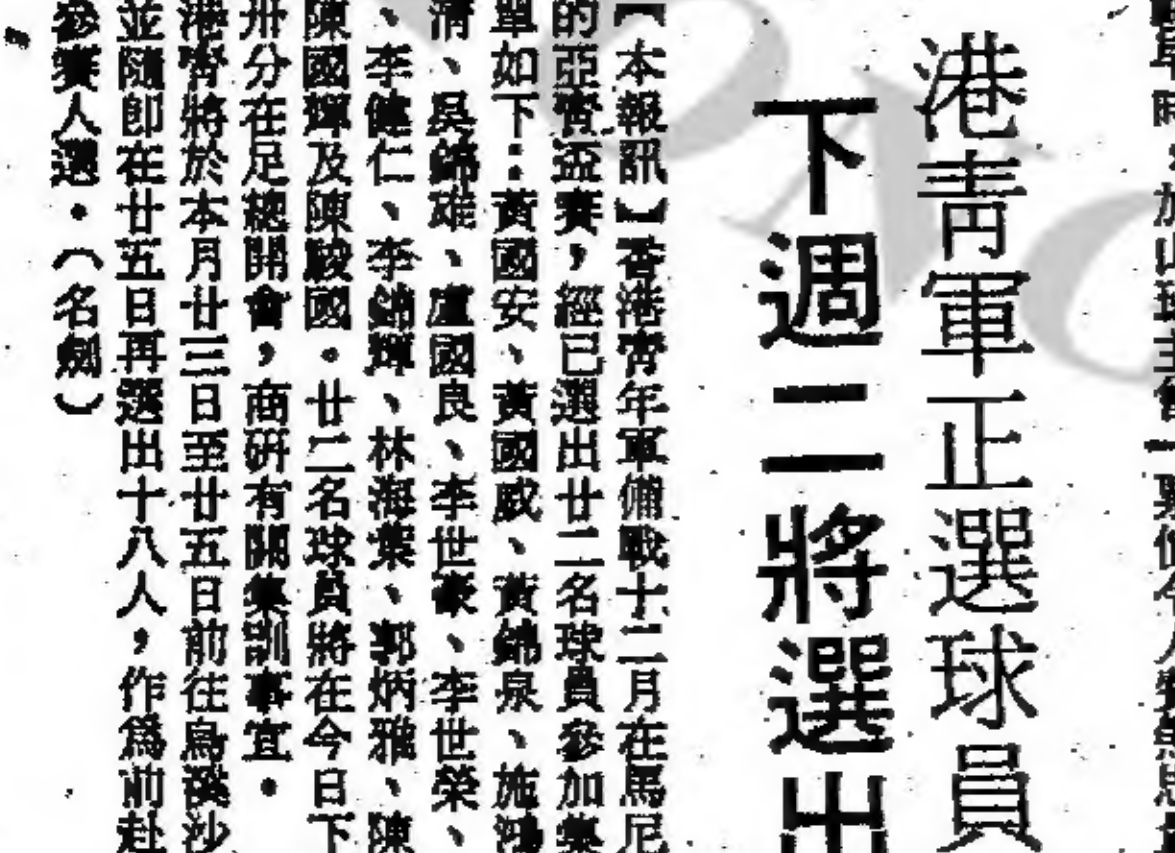 港青軍正選球員
下週二將選出
【本報訊】香港青年軍備戰十二月在馬尼
的亞青盃賽，經已選出廿二名球員參加集
單如下：黃國安、黃國威、黃錦泉、施鴻
清、吳錦雄、盧國良、李世豪、李世榮、
、李健仁、李錦輝、林海葉、郭炳雅、陳
陳國輝及陳駿國。廿二名球員將在今日下
卅分在足總開會，商研有關集訓事宜。
港青將於本月廿三日至廿五日前往烏溪沙
並隨即在廿五日再選出十八人，作爲前赴
參賽人選。（名劍）